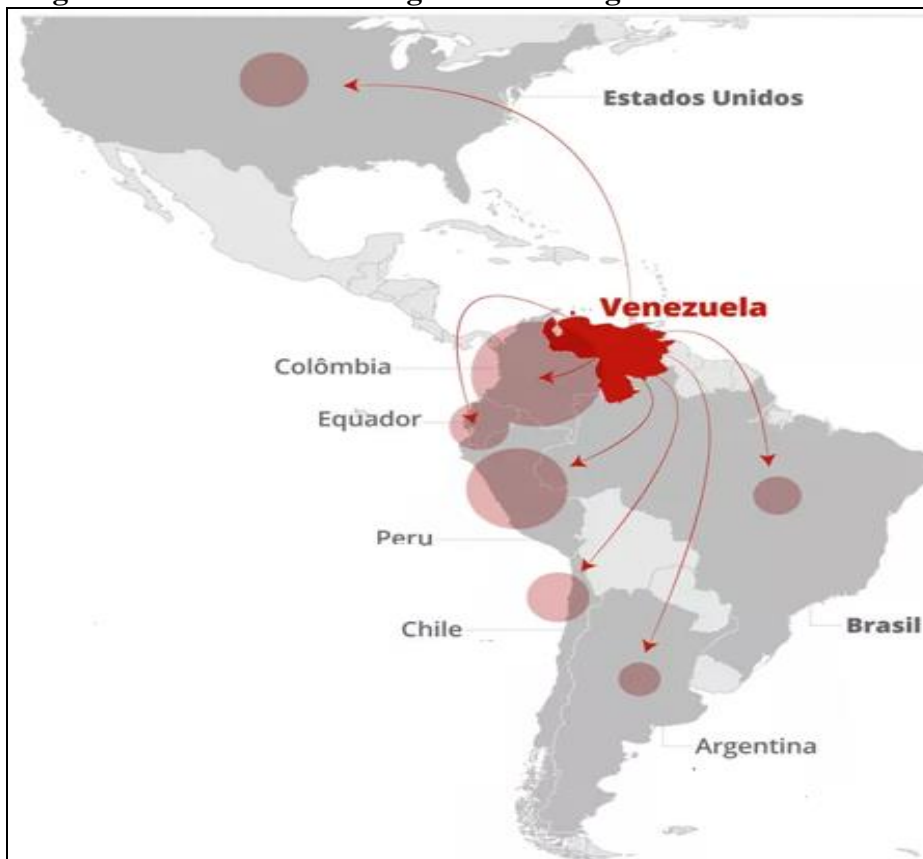 Estados Unidos
Venezuela
Colômbia
Equador
Peru
Chile
Brasil
Argentina